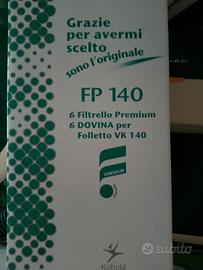 Grazie
per avermi
scelto
sono l'originale
FP 140
6 Filtrello Premium
6 DOVINA per
Folletto VK 140
PREMIUM
Kobold
subito